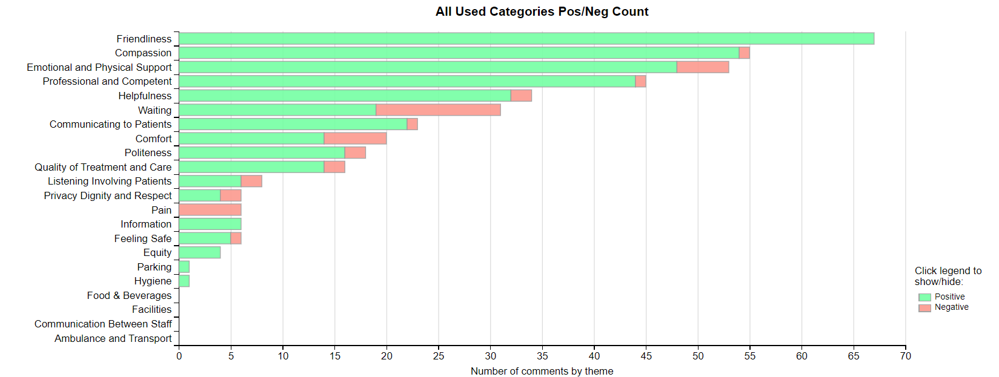 All Used Categories Pos/Neg Count
Friendliness
Compassion
Emotional and Physical Support
Professional and Competent
Helpfulness
Waiting
Communicating to Patients
Comfort
Politeness
Quality of Treatment and Care
Listening Involving Patients
Privacy Dignity and Respect
Pain
Information
Feeling Safe
Equity
Parking
Hygiene
Food & Beverages
Facilities
Communication Between Staff
Ambulance and Transport
0 5 10 15 20 25 30 35 40 45 50 55 60 65 70
Number of comments by theme
Click legend to
show/hide:
Positive
Negative